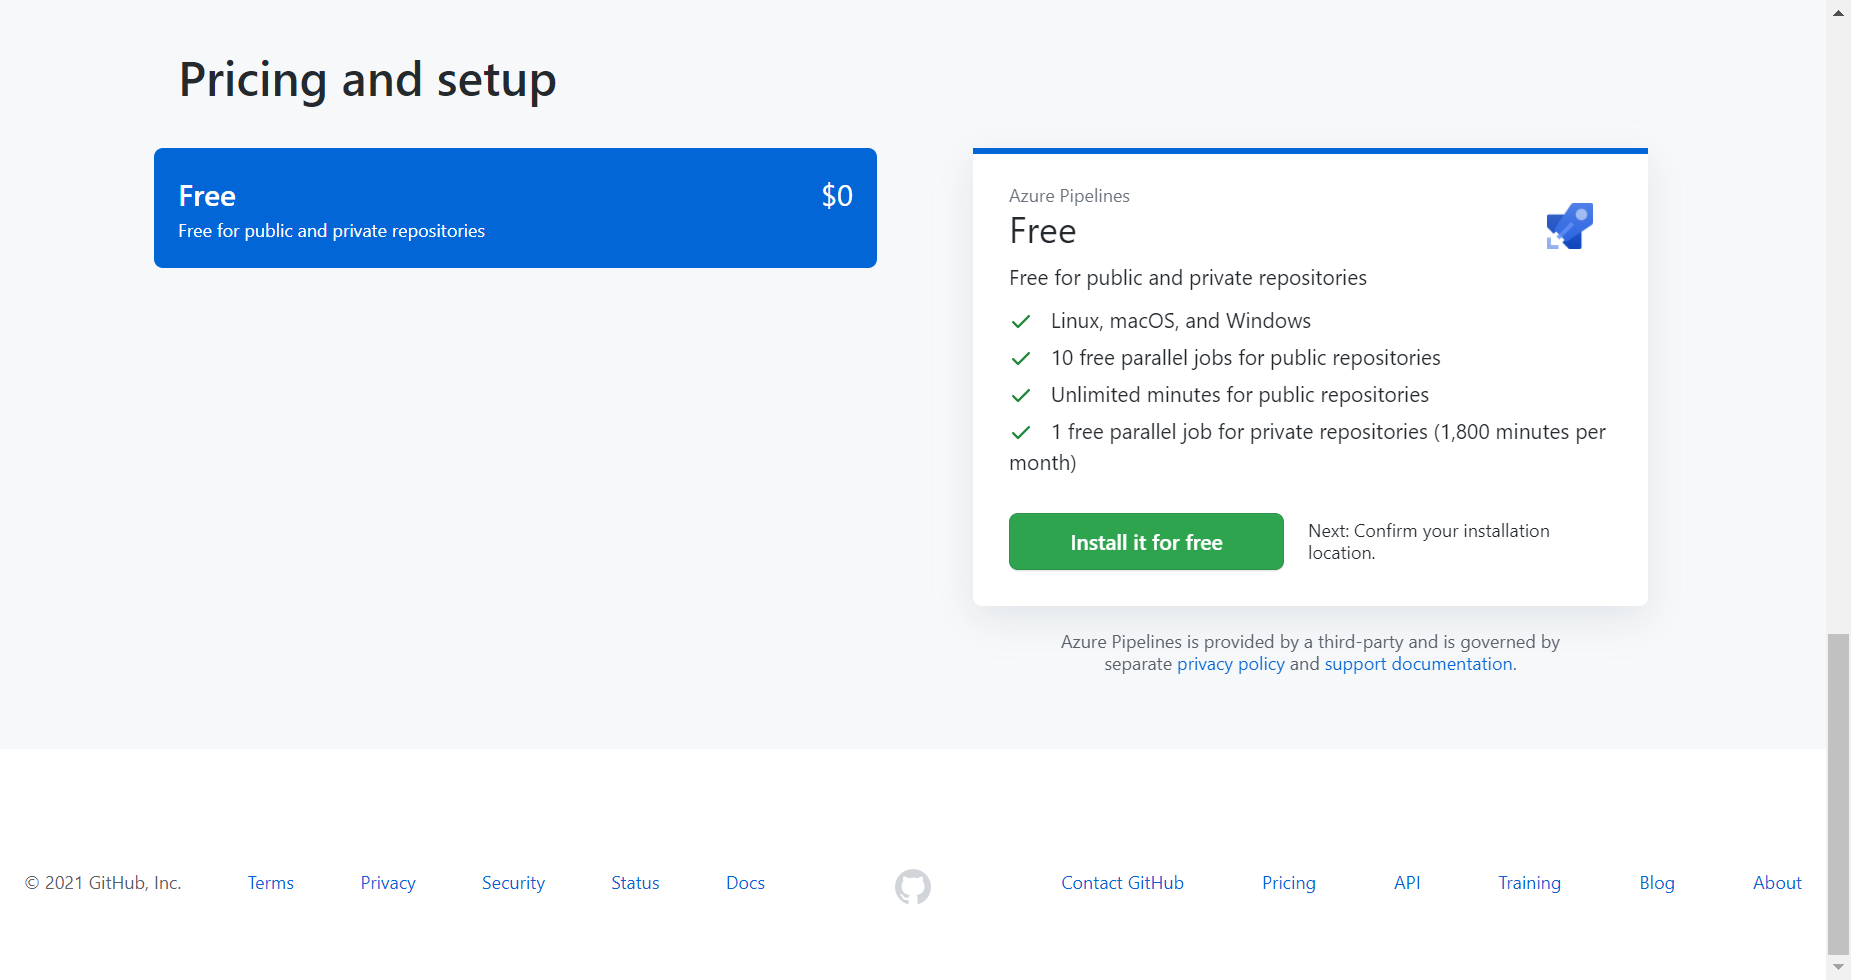 Pricing and setup
Free
$0
Free for public and private repositories
Azure Pipelines
Free
Free for public and private repositories
Linux, macOS, and Windows
10 free parallel jobs for public repositories
Unlimited minutes for public repositories
1 free parallel job for private repositories (1,800 minutes per
month)
Install it for free
Next: Confirm your installation
location.
Azure Pipelines is provided by a third-party and is governed by
separate privacy policy and support documentation.
© 2021 GitHub, Inc. Terms Privacy Security Status Docs Contact GitHub Pricing API Training Blog About